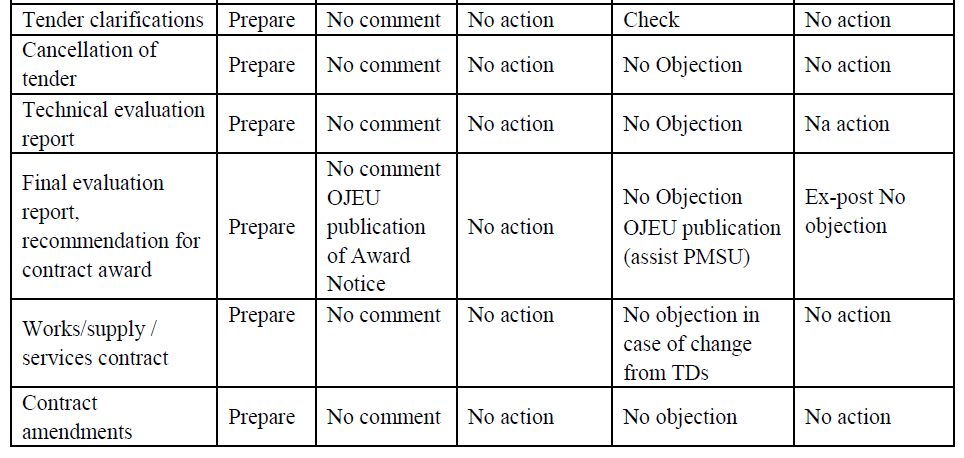 Tender clarifications
Prepare
No comment
No action
Check
No action
Cancellation of
tender
Prepare
No comment
No action
No Objection
No action
Technical evaluation
report
Prepare
No comment
No action
No Objection
Na action
Final evaluation
report,
recommendation for
contract award
Prepare
No comment
OJEU
publication
of Award
Notice
No action
No Objection
OJEU publication
(assist PMSU)
Ex-post No
objection
Works/supply /
services contract
Prepare
No comment
No action
No objection in
case of change
from TDs
No action
Contract
amendments
Prepare
No comment
No action
No objection
No action